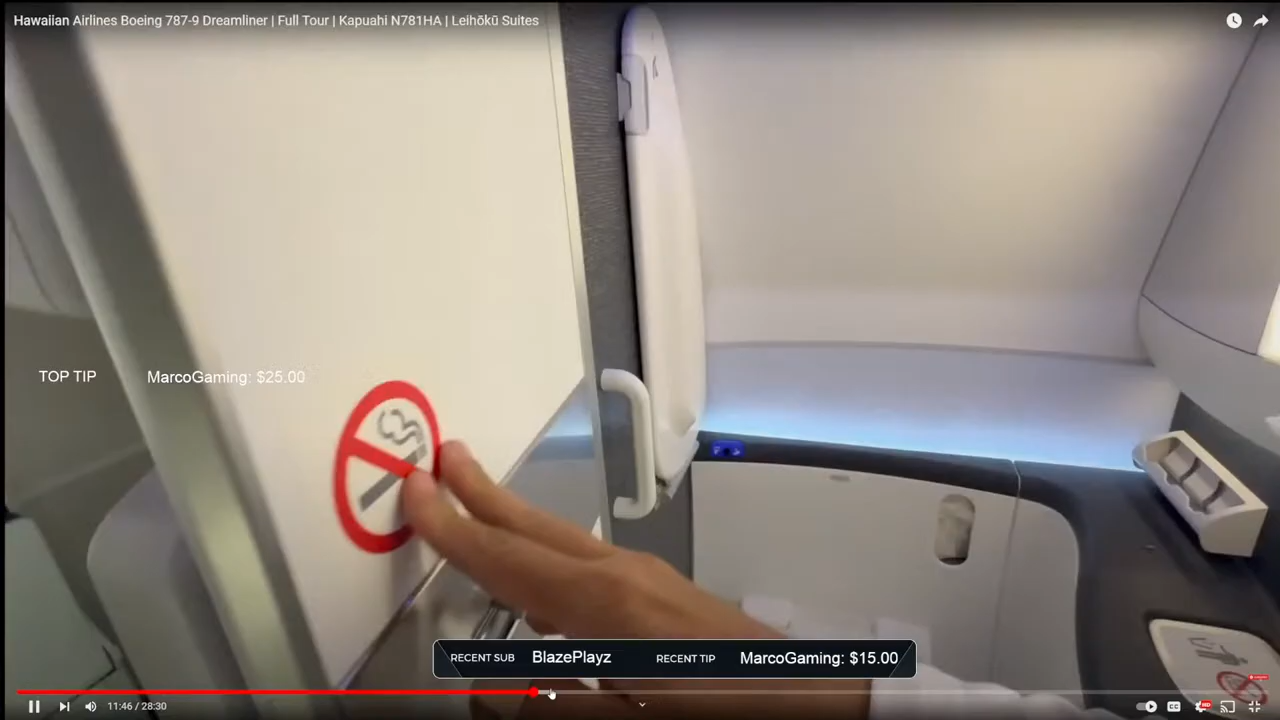 Hawaiian Airlines Boeing 787-9 Dreamliner | Full Tour | Kapuahi N781HA | Leihōkū Suites
TOP TIP MarcoGaming: $25.00
RECENT SUB BlazePlayz RECENT TIP MarcoGaming: $15.00
11:46 / 28:30
CC